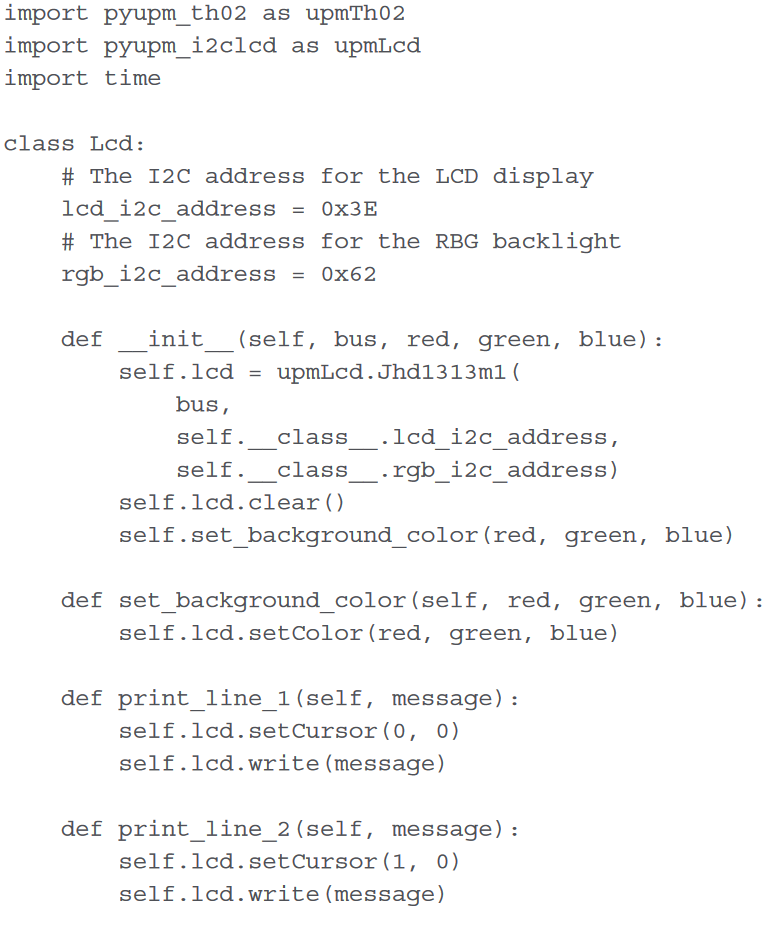 import pyupm_th02 as upmTh02
import pyupm_i2clcd as upmLcd
import time
class Lcd:
    # The I2C address for the LCD display
    lcd_i2c_address = 0x3E
    # The I2C address for the RBG backlight
    rgb_i2c_address = 0x62
    def __init__(self, bus, red, green, blue):
        self.lcd = upmLcd.Jhd1313m1(
            bus,
            self.__class__.lcd_i2c_address,
            self.__class__.rgb_i2c_address)
        self.lcd.clear()
        self.set_background_color(red, green, blue)
    def set_background_color(self, red, green, blue):
        self.lcd.setColor(red, green, blue)
    def print_line_1(self, message):
        self.lcd.setCursor(0, 0)
        self.lcd.write(message)
    def print_line_2(self, message):
        self.lcd.setCursor(1, 0)
        self.lcd.write(message)